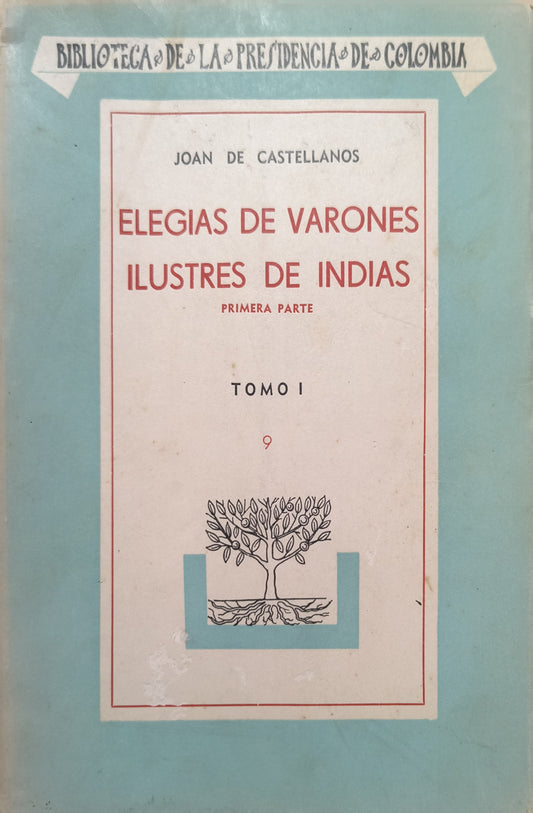 BIBLIOTECA DE LA PRESIDENCIA DE COLOMBIA
JOAN DE CASTELLANOS
ELEGIAS DE VARONES
ILUSTRES DE INDIAS
PRIMERA PARTE
TOMO I
9